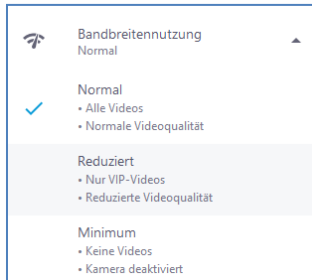 Bandbreitennutzung
Normal
Normal
• Alle Videos
• Normale Videoqualität
Reduziert
• Nur VIP-Videos
• Reduzierte Videoqualität
Minimum
• Keine Videos
• Kamera deaktiviert